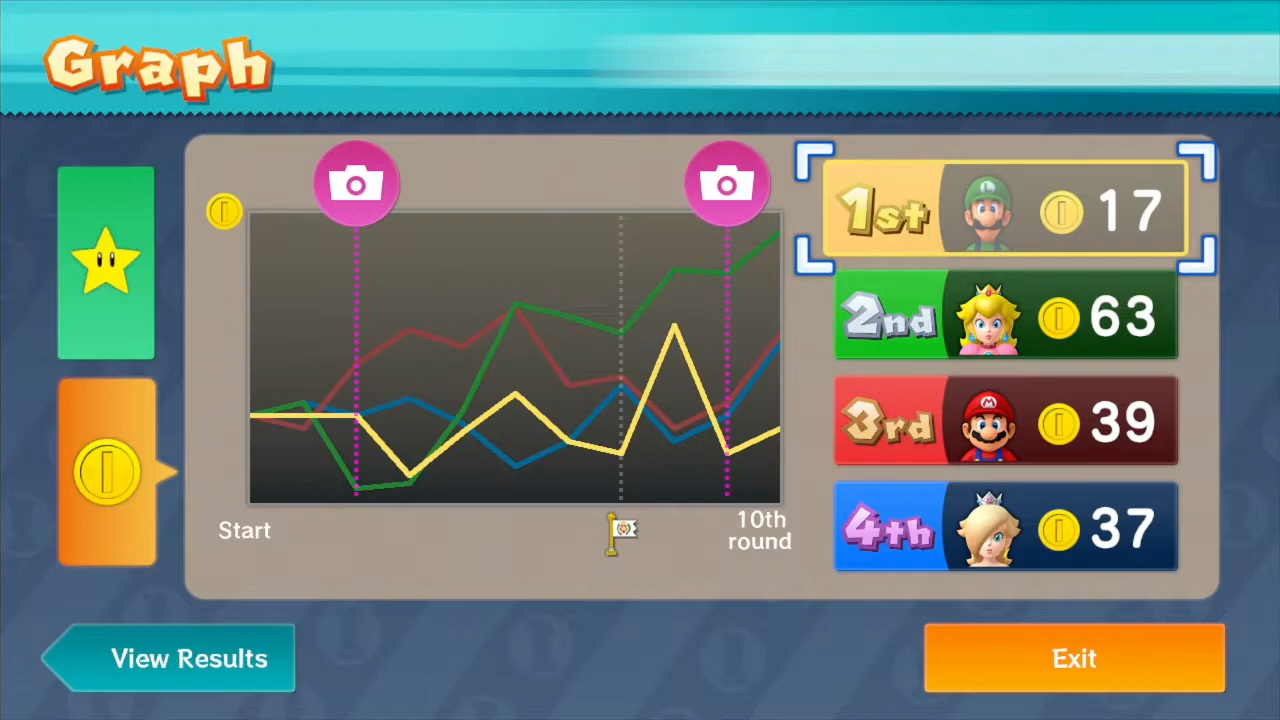 Graph
1st 17
2nd 63
3rd 39
4th 37
Start
10th
round
View Results
Exit